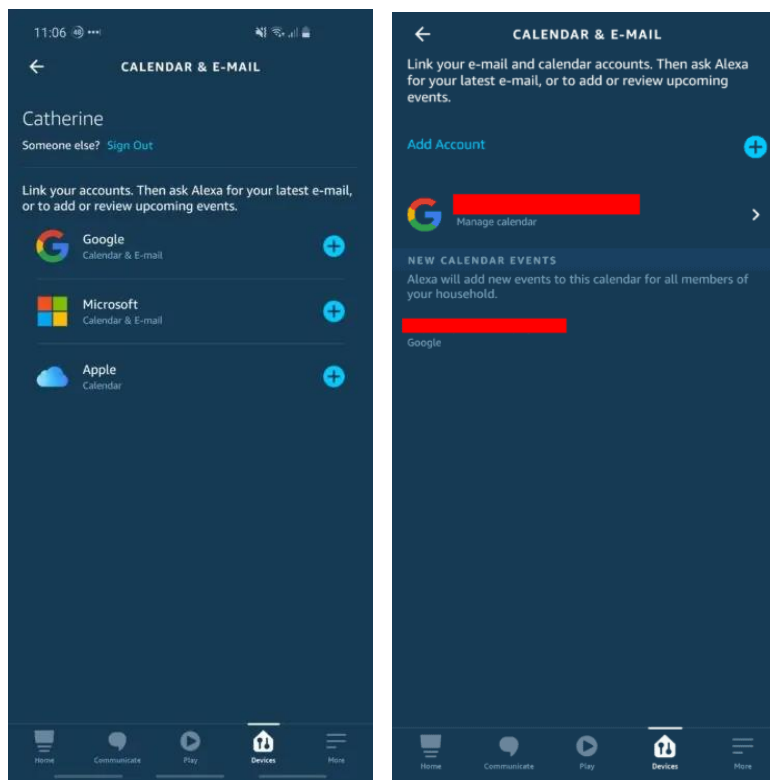 11:06
CALENDAR & E-MAIL
Catherine
Someone else? Sign Out
Link your accounts. Then ask Alexa for your latest e-mail,
or to add or review upcoming events.
Google
Calendar & E-mail
Microsoft
Calendar & E-mail
Apple
Calendar
Home Communicate Play Devices More
CALENDAR & E-MAIL
Link your e-mail and calendar accounts. Then ask Alexa
for your latest e-mail, or to add or review upcoming
events.
Add Account
Manage calendar
NEW CALENDAR EVENTS
Alexa will add new events to this calendar for all members of
your household.
Google
Home Communicate Play Devices More